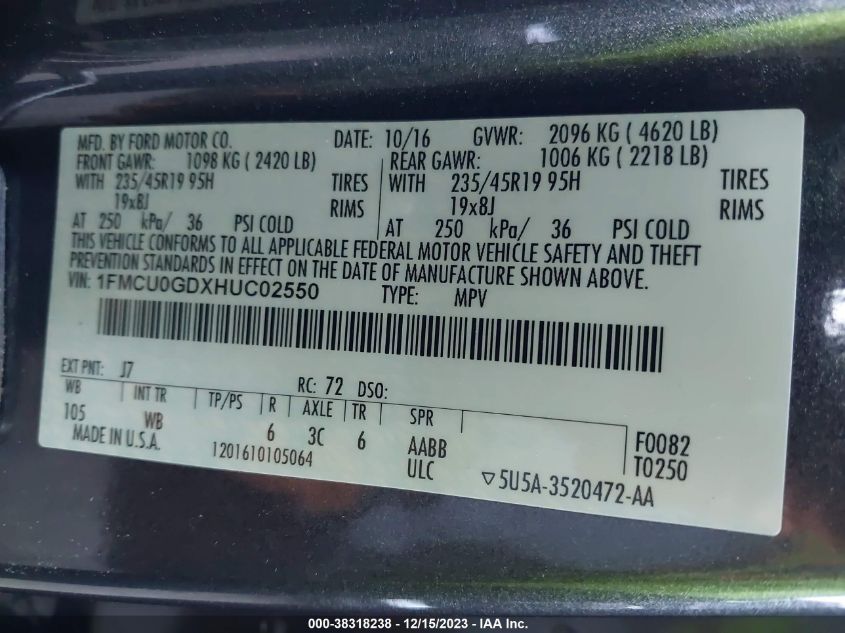 MFD. BY FORD MOTOR CO. DATE: 10/16 GVWR: 2096 KG ( 4620 LB)
FRONT GAWR: 1098 KG ( 2420 LB) REAR GAWR: 1006 KG ( 2218 LB)
WITH 235/45R19 95H TIRES WITH 235/45R19 95H TIRES
19x8J RIMS 19x8J RIMS
AT 250 kPa/ 36 PSI COLD AT 250 kPa/ 36 PSI COLD
THIS VEHICLE CONFORMS TO ALL APPLICABLE FEDERAL MOTOR VEHICLE SAFETY AND THEFT
PREVENTION STANDARDS IN EFFECT ON THE DATE OF MANUFACTURE SHOWN ABOVE.
VIN: 1FMCU0GDXHUC02550 TYPE: MPV
EXT PNT: J7 RC: 72 DSO:
WB INT TR TP/PS R AXLE TR SPR
105 WB 6 3C 6 AABB F0082
MADE IN U.S.A. 1201610105064 ULC ▽5U5A-3520472-AA T0250
000-38318238 - 12/15/2023 - IAA Inc.